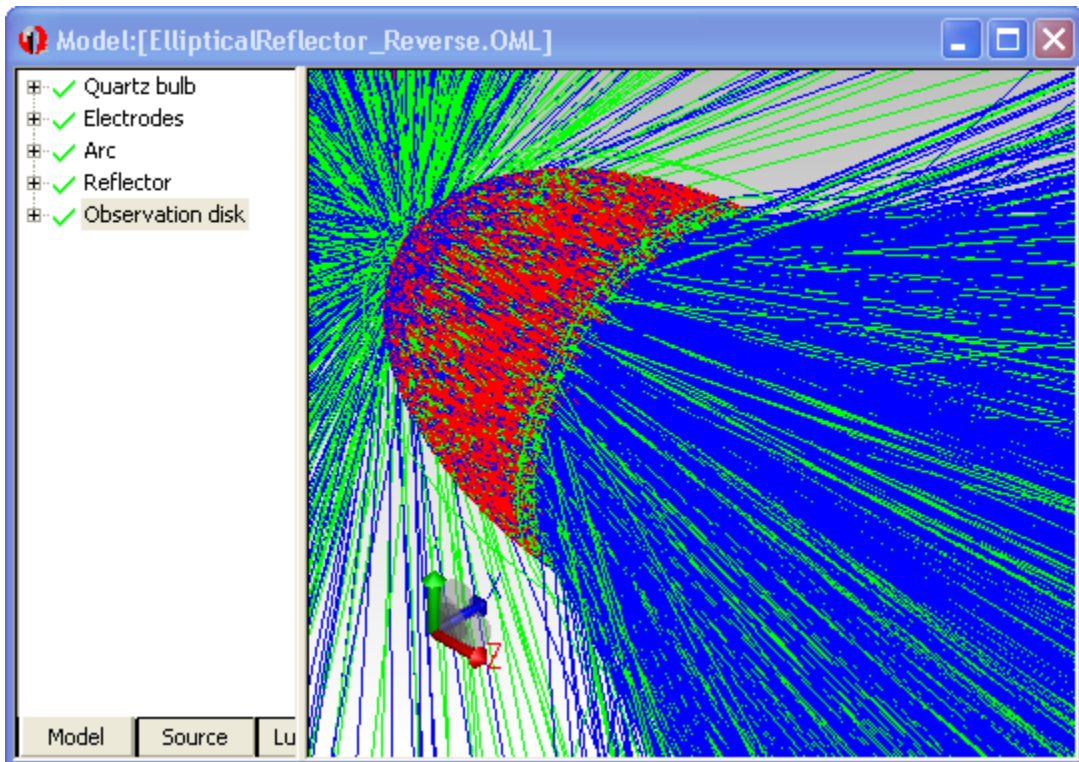 Model:[EllipticalReflector_Reverse.OML]
Quartz bulb
Electrodes
Arc
Reflector
Observation disk
X
Z
Model Source Lu